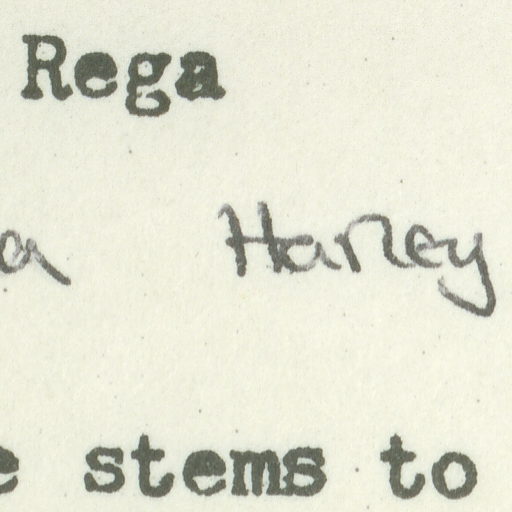 Rega
a Harley
e stems to